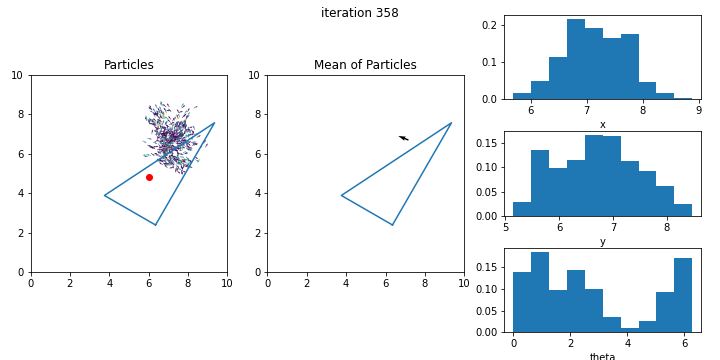 iteration 358
Particles
10
8
6
4
2
0
0 2 4 6 8 10
Mean of Particles
10
8
6
4
2
0
0 2 4 6 8 10
0.2
0.1
0.0
6 7 8 9
x
0.15
0.10
0.05
0.00
5 6 7 8
y
0.15
0.10
0.05
0.00
0 2 4 6
theta